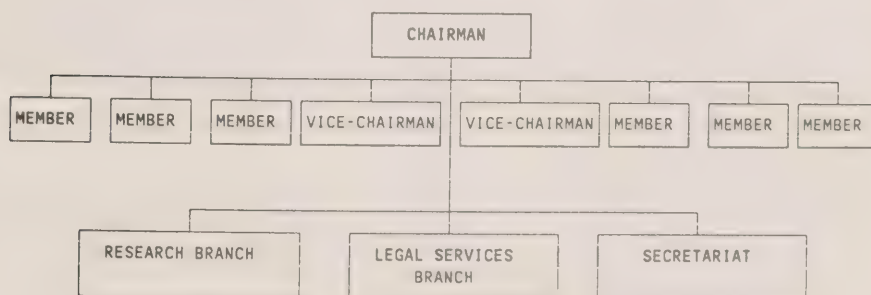 CHAIRMAN
MEMBER MEMBER MEMBER VICE-CHAIRMAN VICE-CHAIRMAN MEMBER MEMBER MEMBER
RESEARCH BRANCH LEGAL SERVICES SECRETARIAT
BRANCH